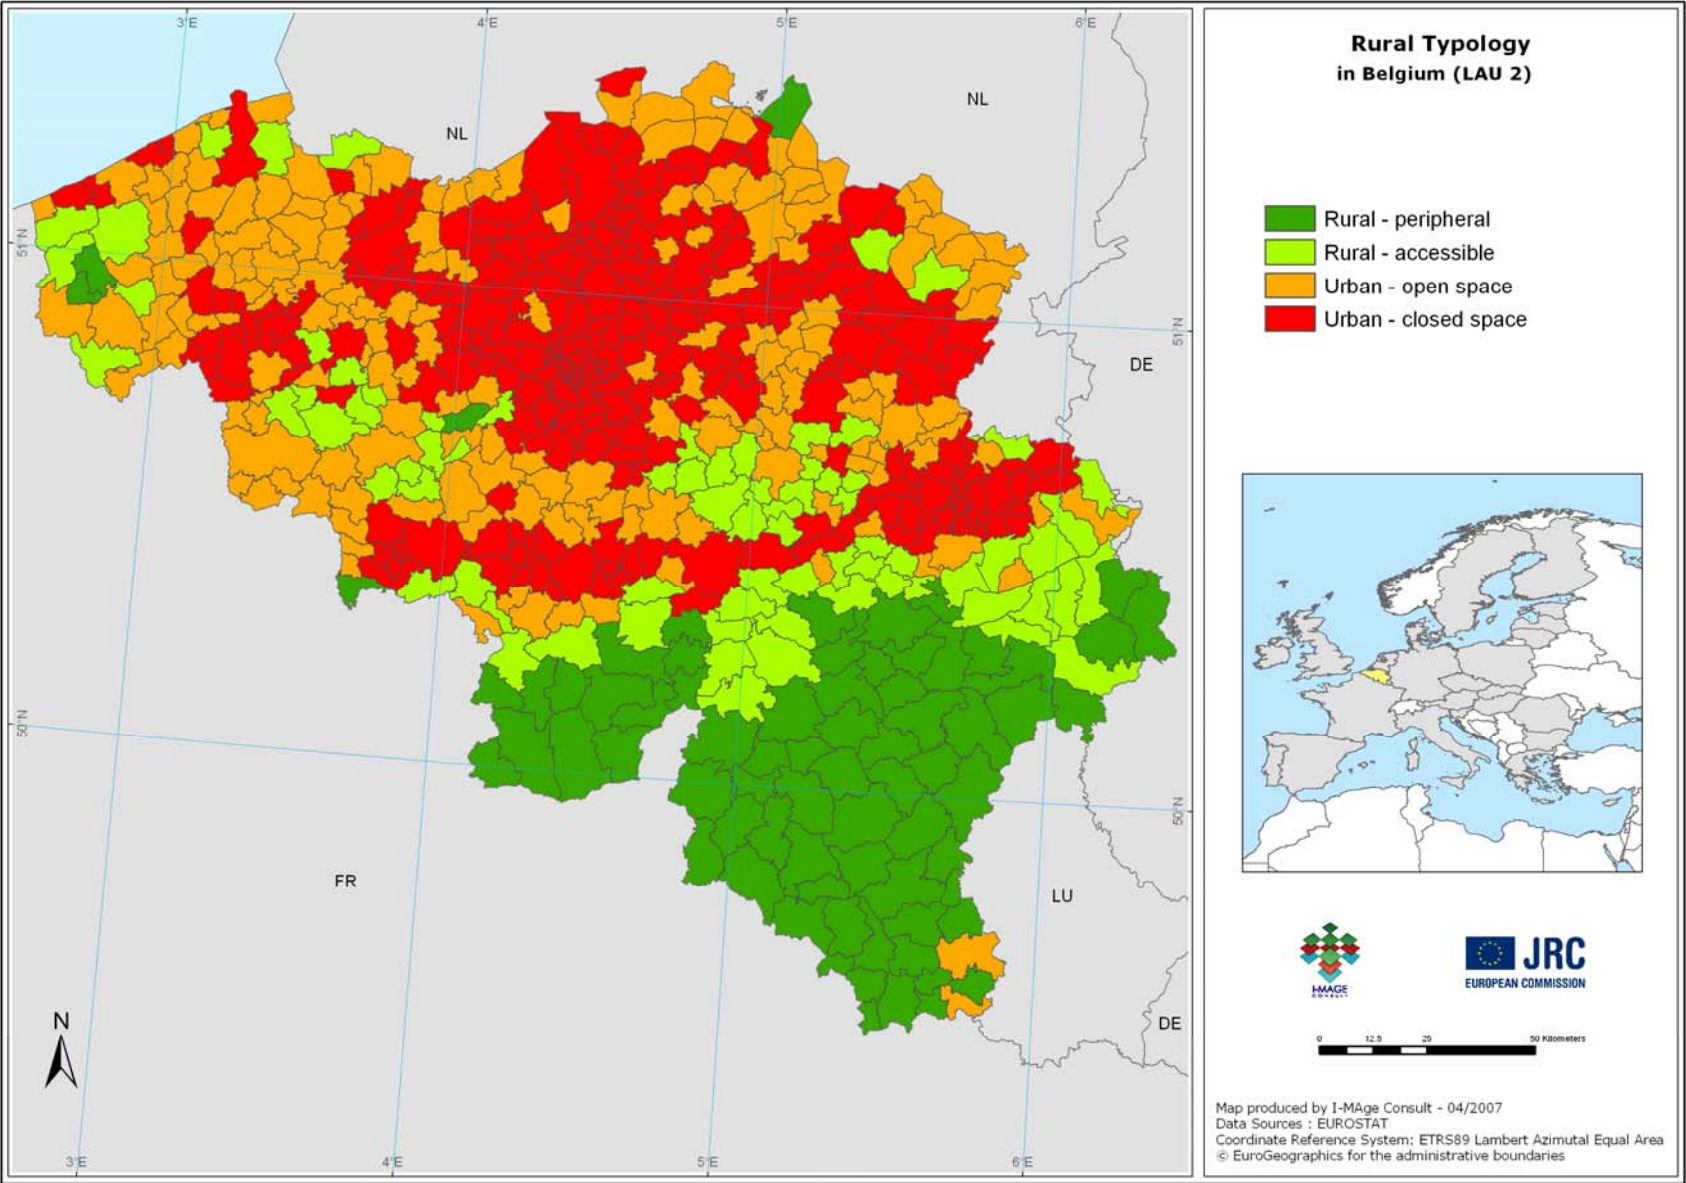 3°E
4°E
5°E
6°E
NL
NL
51°N
51°N
DE
50°N
50°N
FR
LU
DE
N
3°E
4°E
5°E
6°E
Rural Typology
in Belgium (LAU 2)
Rural - peripheral
Rural - accessible
Urban - open space
Urban - closed space
I-MAGE
CONSULT
JRC
EUROPEAN COMMISSION
0 12.5 25 50 Kilometers
Map produced by I-MAge Consult - 04/2007
Data Sources : EUROSTAT
Coordinate Reference System: ETRS89 Lambert Azimutal Equal Area
© EuroGeographics for the administrative boundaries